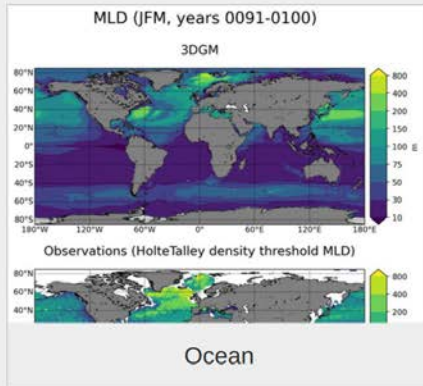 MLD (JFM, years 0091-0100)
3DGM
80°N
60°N
40°N
20°N
0°
20°S
40°S
60°S
80°S
180°W 120°W 60°W 0° 60°E 120°E 180°E
800
400
200
150
100
75
50
30
10
m
Observations (HolteTalley density threshold MLD)
80°N
60°N
40°N
800
400
200
150
Ocean